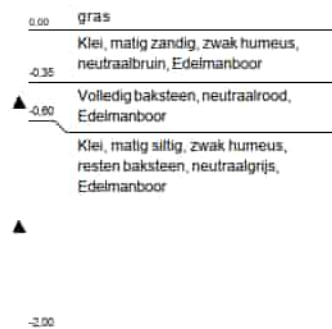 0.00 gras
Klei, matig zandig, zwak humeus,
neutraalbruin, Edelmanboor
-0.35
Volledig baksteen, neutraalrood,
Edelmanboor
-0.60
Klei, matig siltig, zwak humeus,
resten baksteen, neutraalgrijs,
Edelmanboor
-2.00